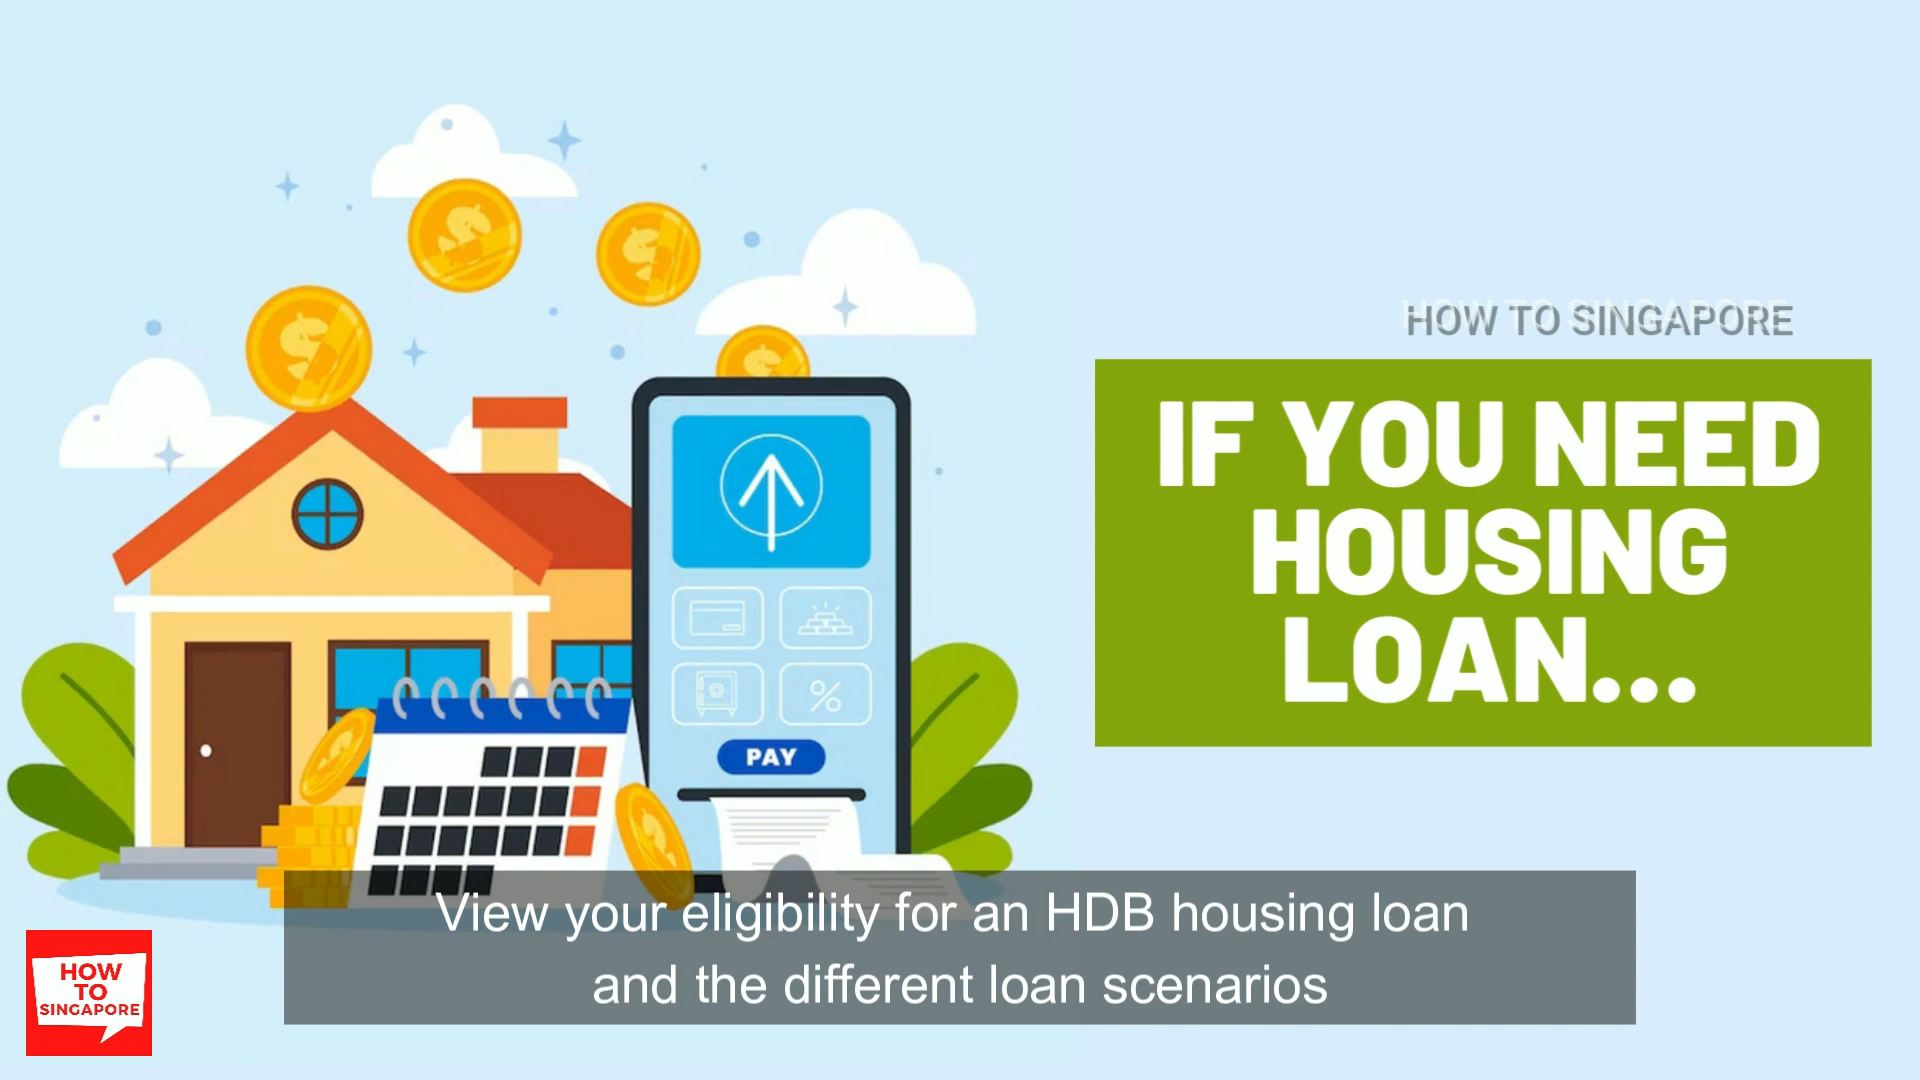 HOW TO SINGAPORE
IF YOU NEED
HOUSING
LOAN...
PAY
View your eligibility for an HDB housing loan
and the different loan scenarios
HOW
TO
SINGAPORE